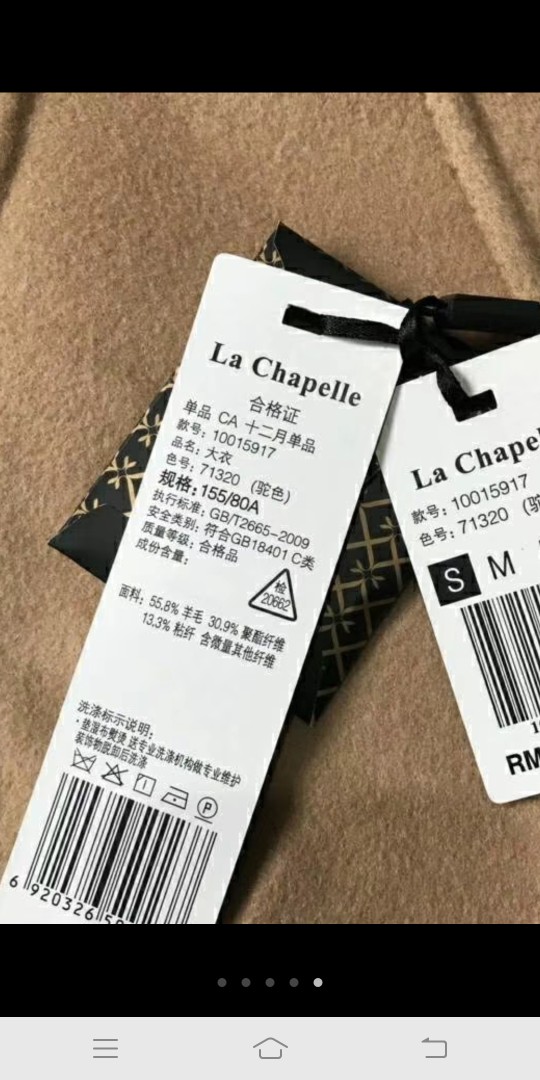 La Chapelle
合格证
单品 CA 十二月单品
款号: 10015917
品名: 大衣
色号: 71320 (驼色)
规格: 155/80A
执行标准: GB/T2665-2009
安全类别: 符合GB18401 C类
质量等级: 合格品
成份含量:
检
20662
面料: 55.8% 羊毛 30.9% 聚酯纤维
13.3% 粘纤 含微量其他纤维
洗涤标示说明:
·垫湿布熨烫 送专业洗涤机构做专业维护
装饰物脱卸后洗涤
P
6 920326
La Chape
款号: 10015917
色号: 71320 (驼
S M
RM